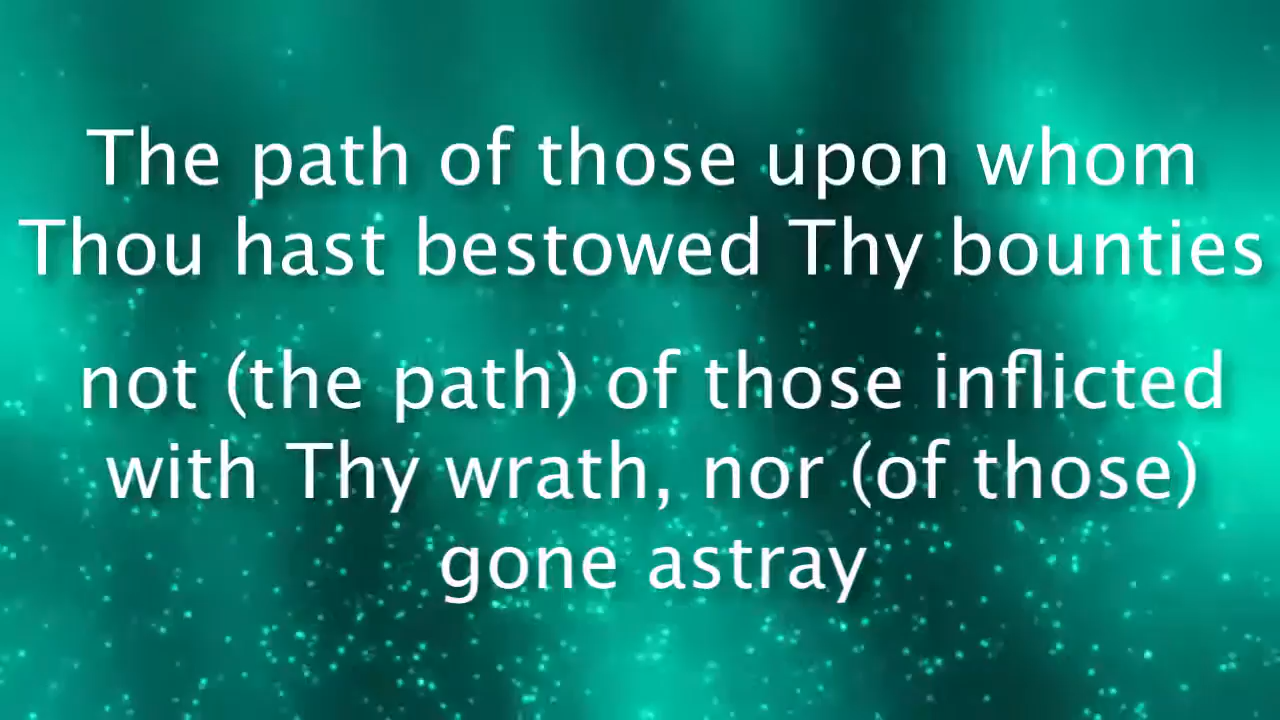 The path of those upon whom
Thou hast bestowed Thy bounties
not (the path) of those inflicted
with Thy wrath, nor (of those)
gone astray